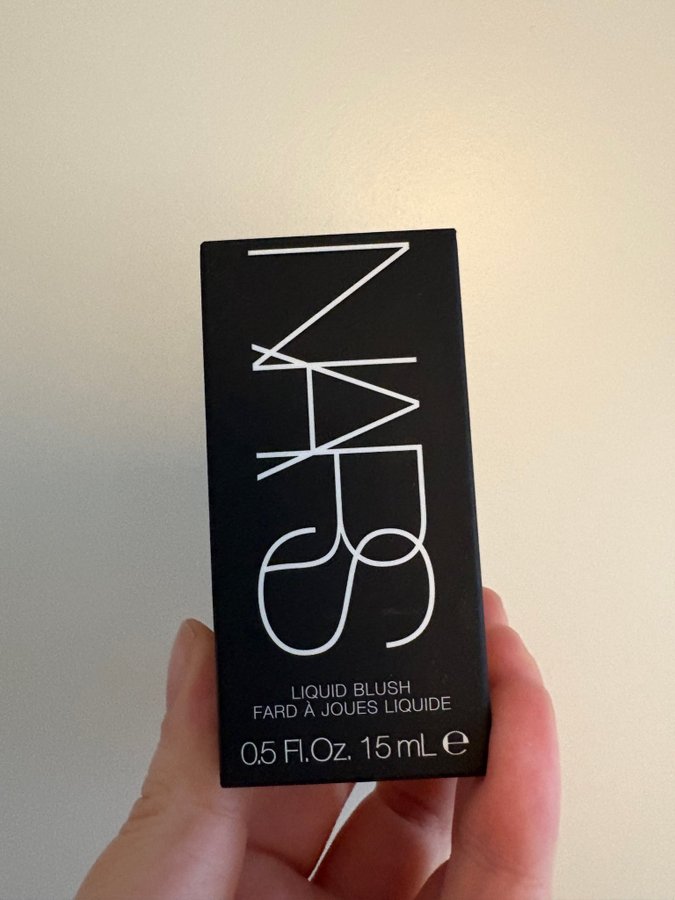 NARS
LIQUID BLUSH
FARD À JOUES LIQUIDE
0.5 Fl.Oz. 15 mL ℮